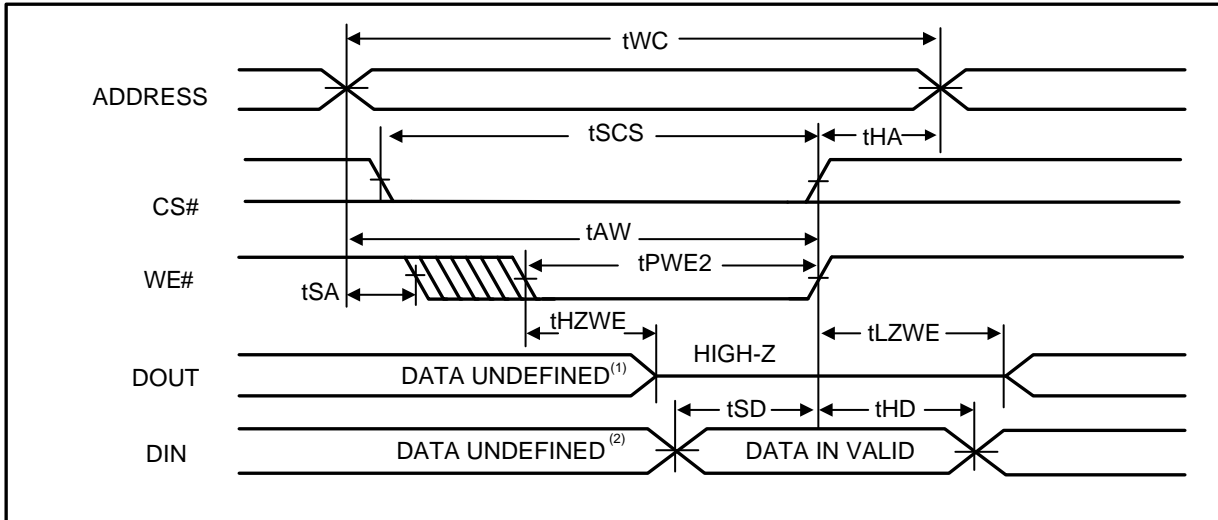 tWC
ADDRESS
tSCS
tHA
CS#
tAW
tPWE2
WE#
tSA
tHZWE
tLZWE
HIGH-Z
DOUT
DATA UNDEFINED(1)
tSD
tHD
DIN
DATA UNDEFINED (2)
DATA IN VALID